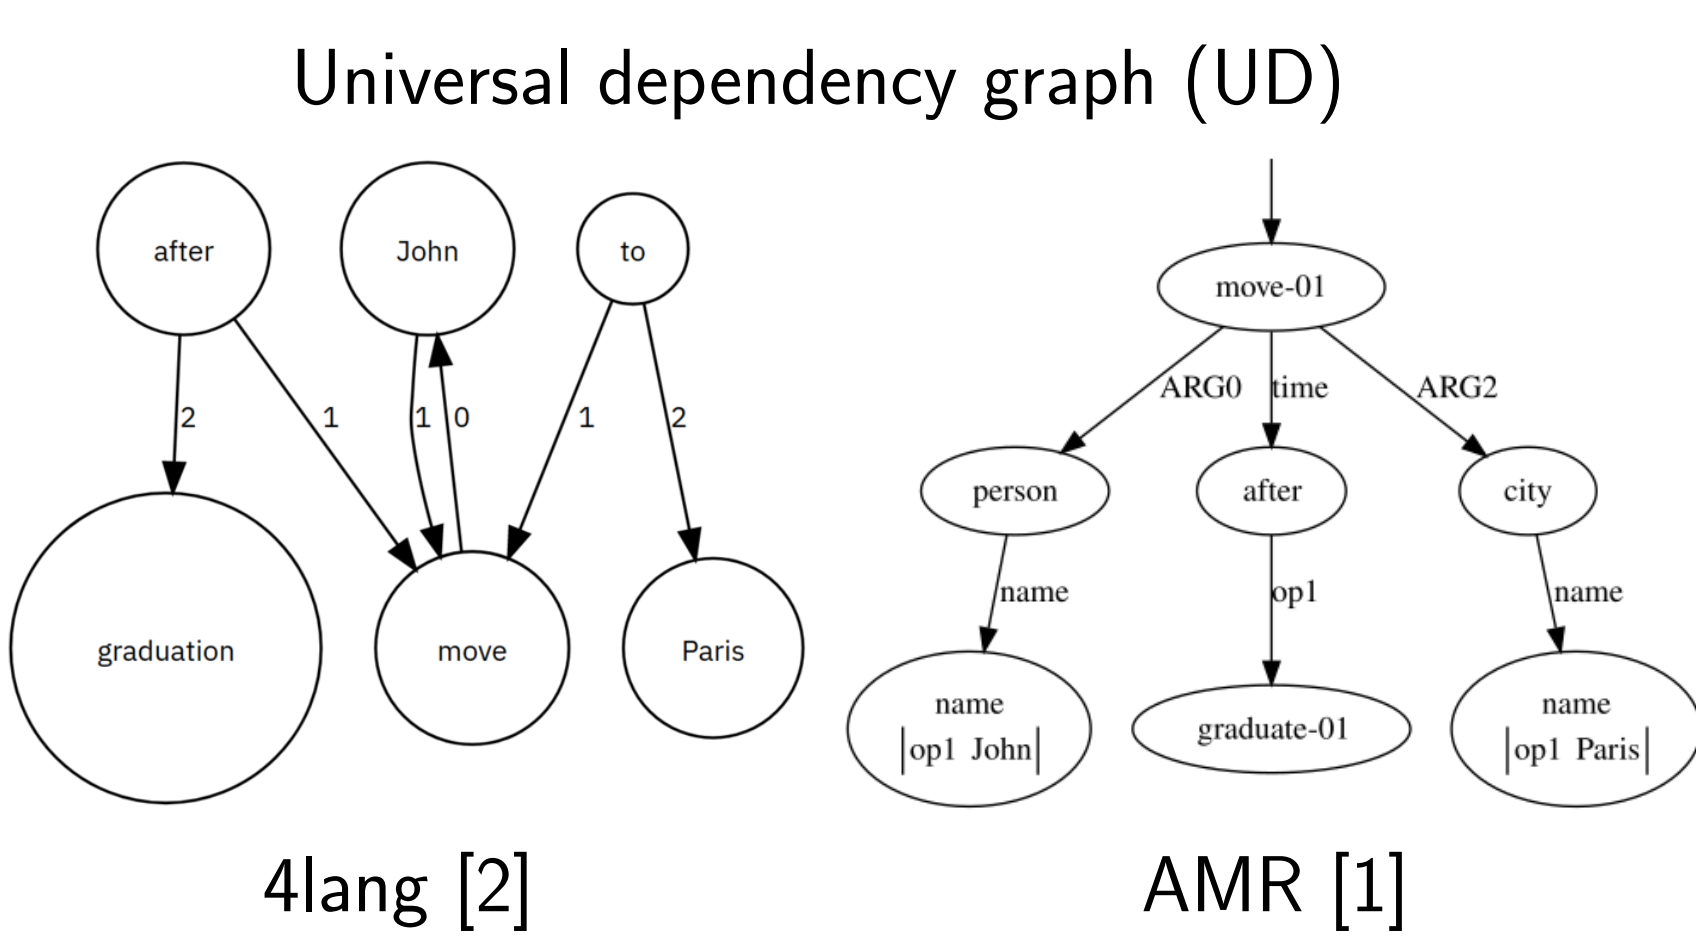 Universal dependency graph (UD)
after
John
to
2
1
1
0
1
2
graduation
move
Paris
4lang [2]
move-01
ARG0
time
ARG2
person
after
city
name
op1
name
name
|op1 John|
graduate-01
name
|op1 Paris|
AMR [1]